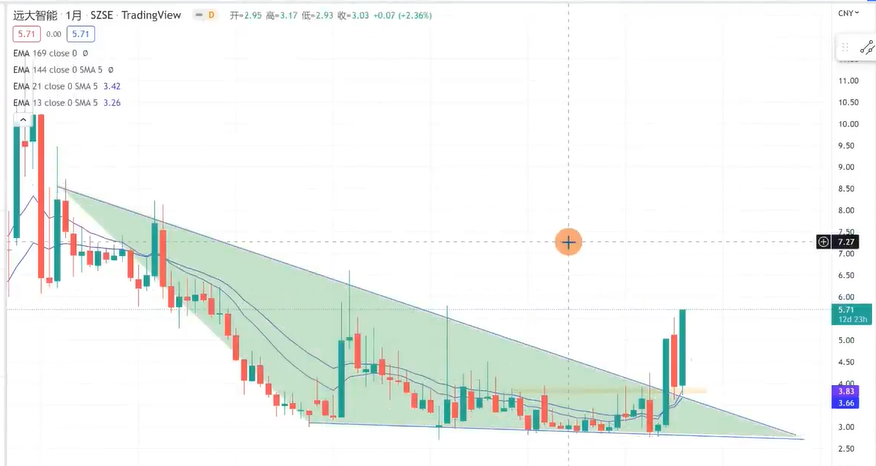 远大智能 · 1月 · SZSE · TradingView D 开=2.95 高=3.17 低=2.93 收=3.03 +0.07 (+2.36%)
CNY
5.71 0.00 5.71
EMA 169 close 0 Ø
EMA 144 close 0 SMA 5 Ø
EMA 21 close 0 SMA 5 3.42
EMA 13 close 0 SMA 5 3.26
11.00
10.50
10.00
9.50
9.00
8.50
8.00
7.50
7.27
7.00
6.50
6.00
5.71
12d 23h
5.00
4.50
4.00
3.83
3.66
3.00
2.50